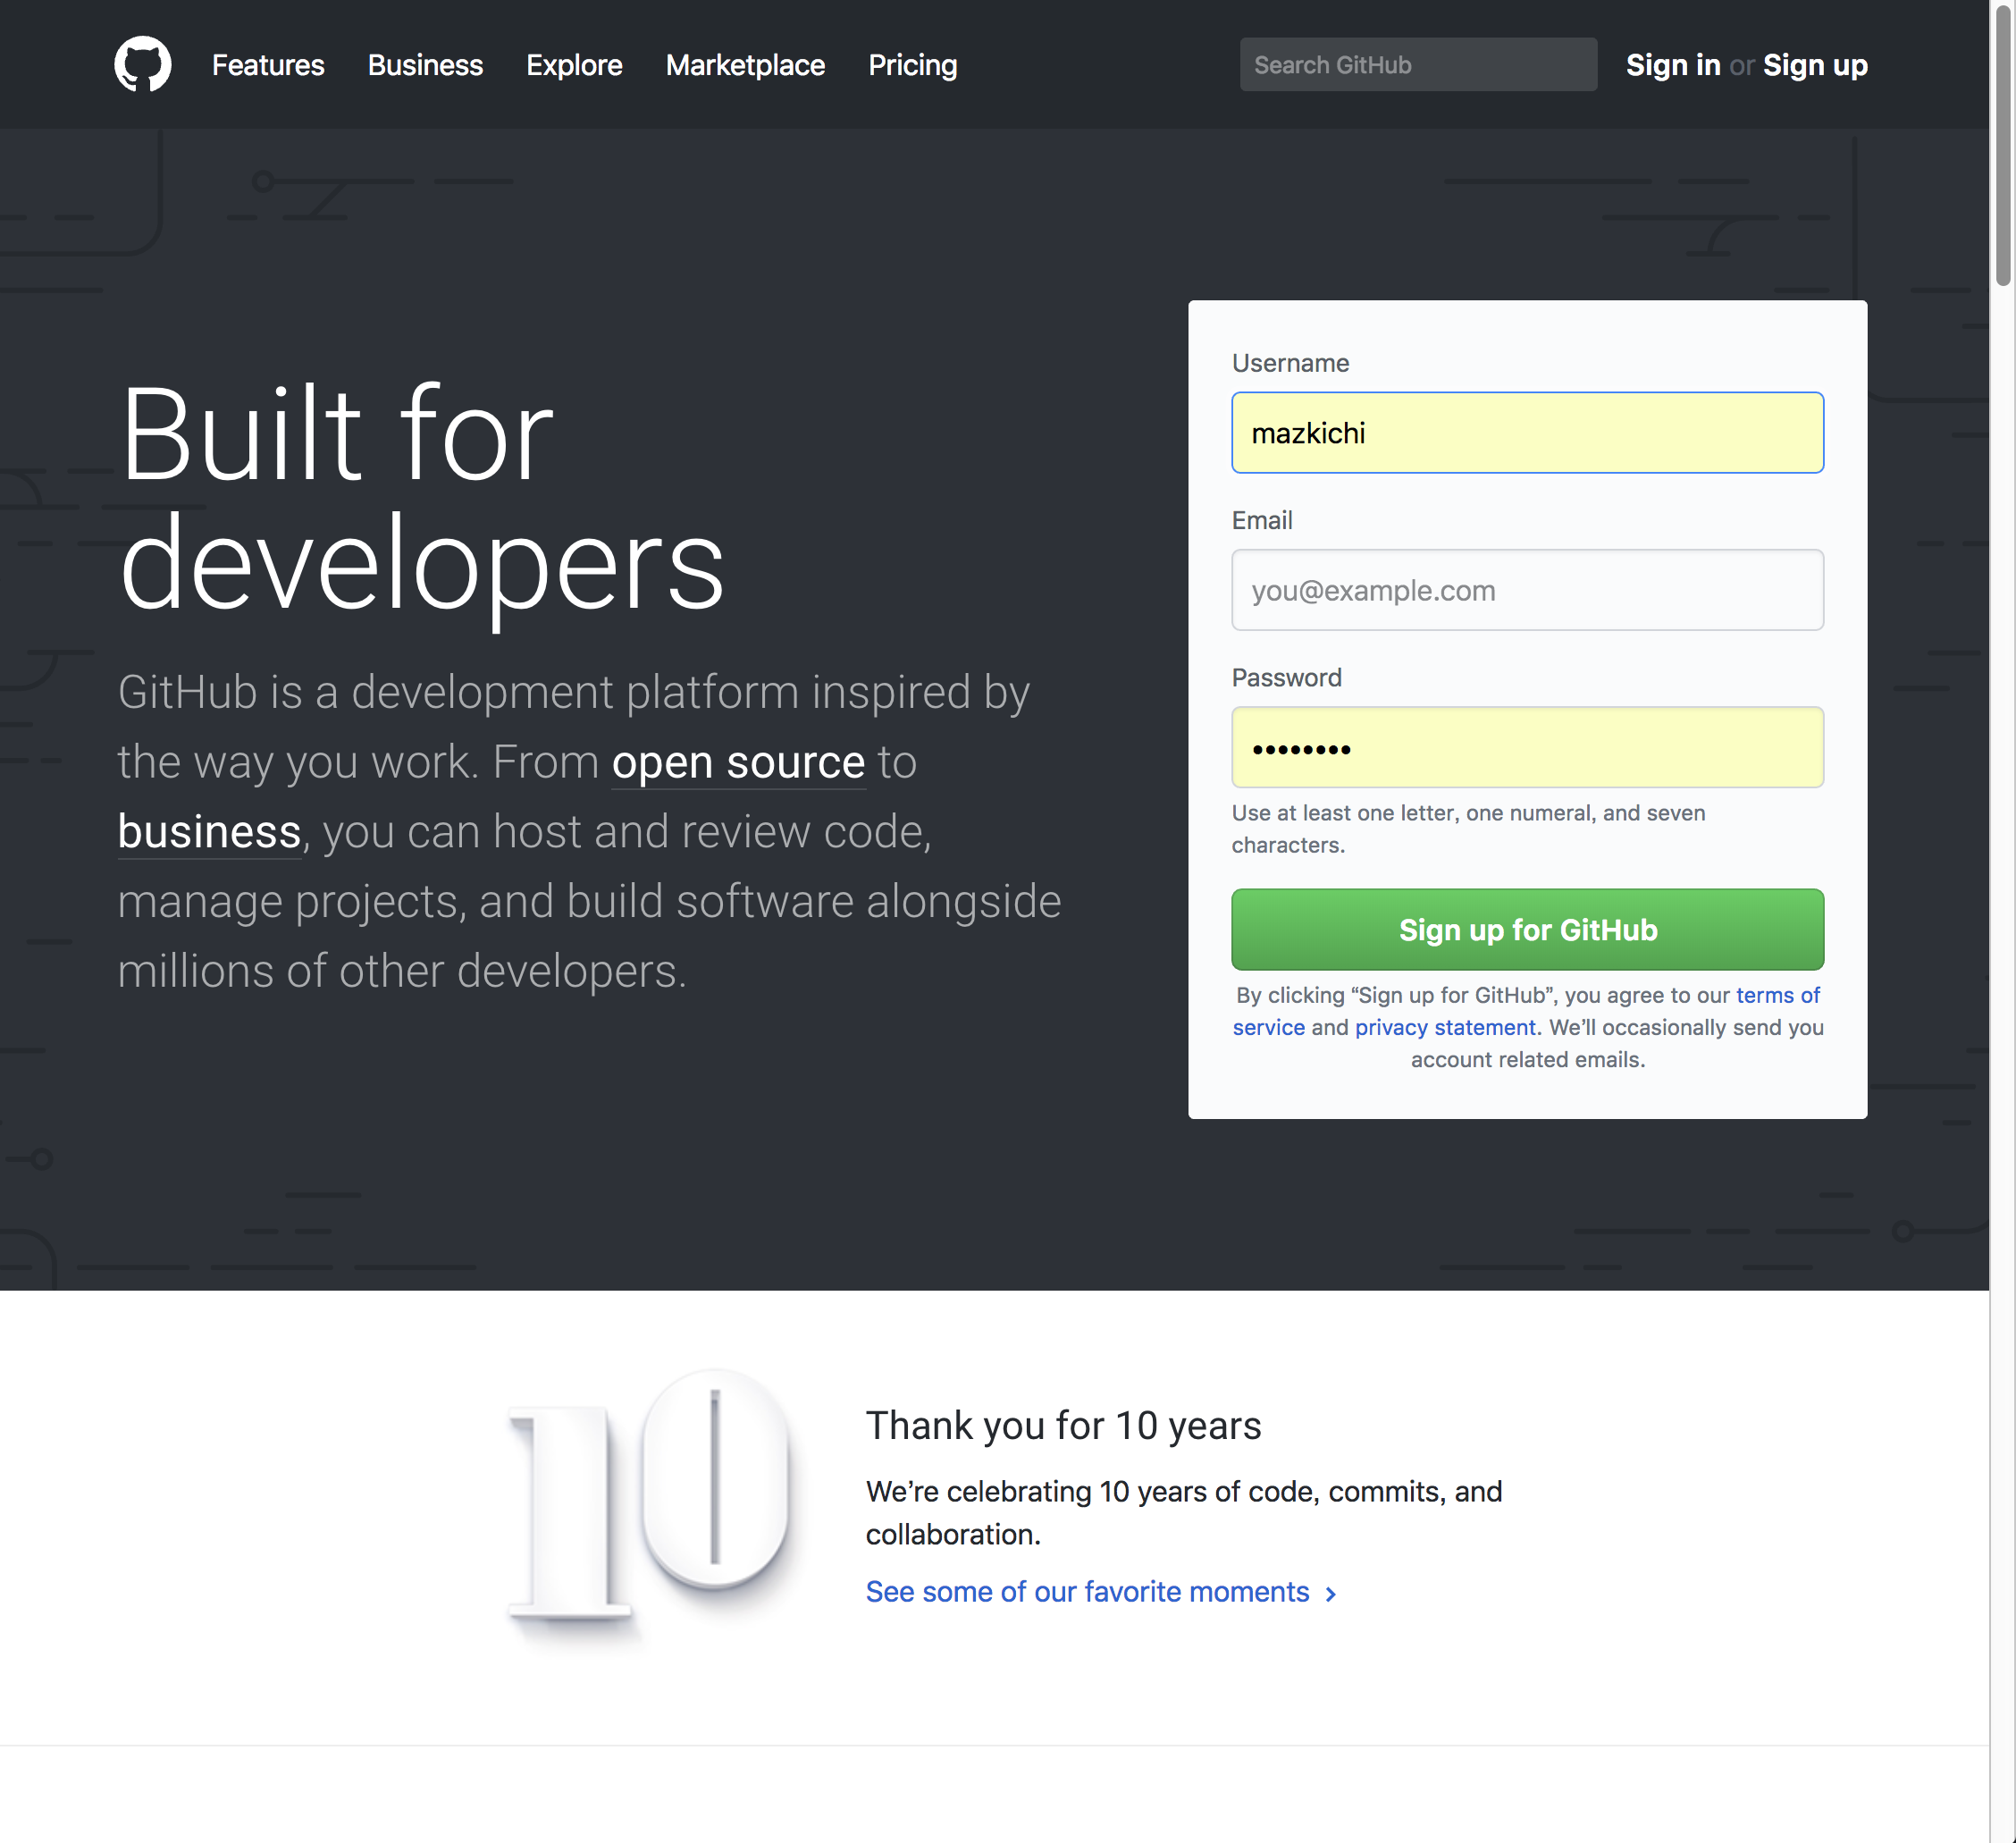 Features Business Explore Marketplace Pricing Search GitHub Sign in or Sign up
Built for
developers
GitHub is a development platform inspired by
the way you work. From open source to
business, you can host and review code,
manage projects, and build software alongside
millions of other developers.
Username
mazkichi
Email
you@example.com
Password
••••••••
Use at least one letter, one numeral, and seven
characters.
Sign up for GitHub
By clicking “Sign up for GitHub”, you agree to our terms of
service and privacy statement. We’ll occasionally send you
account related emails.
10
Thank you for 10 years
We’re celebrating 10 years of code, commits, and
collaboration.
See some of our favorite moments ›